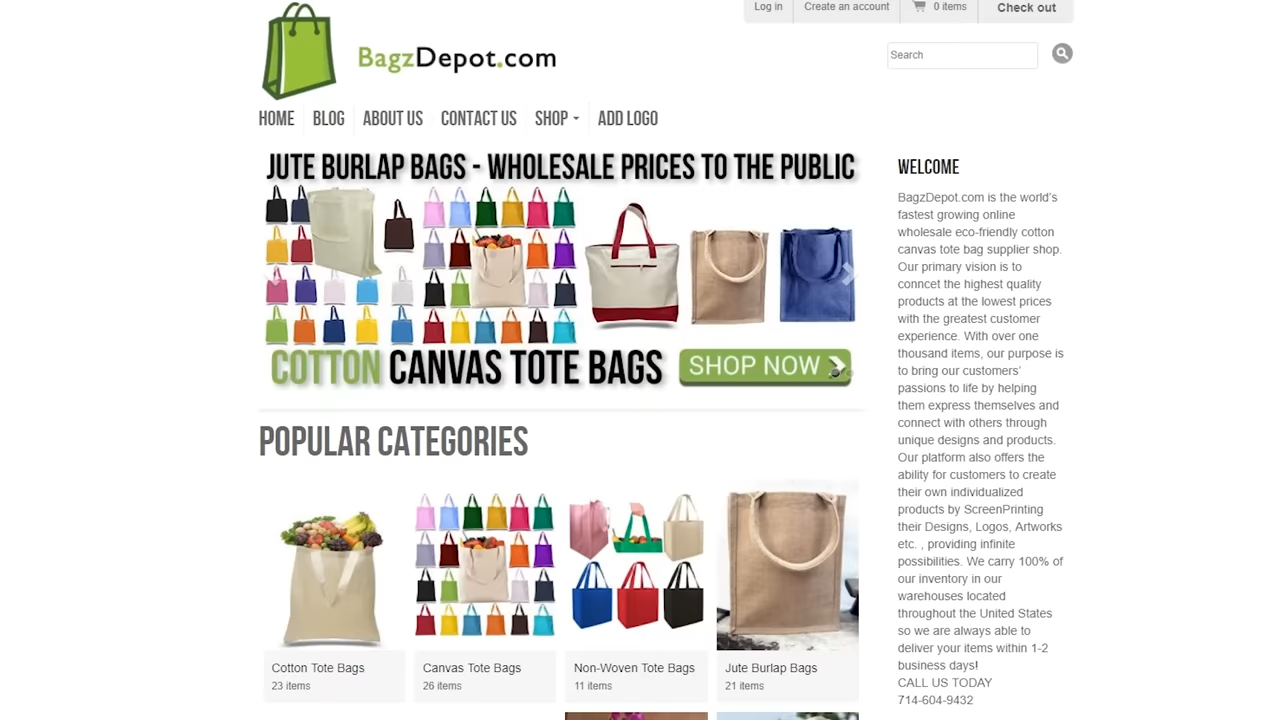 Log in
Create an account
0 items
Check out
BagzDepot.com
Search
HOME
BLOG
ABOUT US
CONTACT US
SHOP
ADD LOGO
JUTE BURLAP BAGS - WHOLESALE PRICES TO THE PUBLIC
COTTON CANVAS TOTE BAGS
SHOP NOW
POPULAR CATEGORIES
Cotton Tote Bags
23 items
Canvas Tote Bags
26 items
Non-Woven Tote Bags
11 items
Jute Burlap Bags
21 items
WELCOME
BagzDepot.com is the world's
fastest growing online
wholesale eco-friendly cotton
canvas tote bag supplier shop.
Our primary vision is to
conncet the highest quality
products at the lowest prices
with the greatest customer
experience. With over one
thousand items, our purpose is
to bring our customers'
passions to life by helping
them express themselves and
connect with others through
unique designs and products.
Our platform also offers the
ability for customers to create
their own individualized
products by ScreenPrinting
their Designs, Logos, Artworks
etc. , providing infinite
possibilities. We carry 100% of
our inventory in our
warehouses located
throughout the United States
so we are always able to
deliver your items within 1-2
business days!
CALL US TODAY
714-604-9432